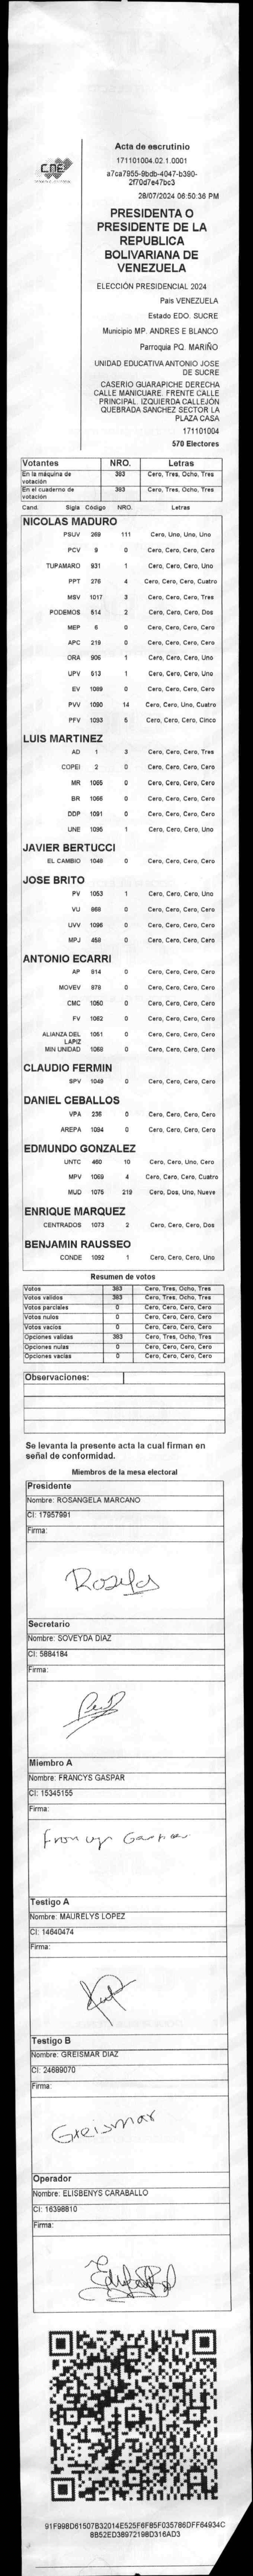 CNE
Acta de escrutinio
171101004.02.1.0001
a7ca7955-9bdb-4047-b390-
2f70d7e47bc3
28/07/2024 06:50:36 PM
PRESIDENTA O
PRESIDENTE DE LA
REPUBLICA
BOLIVARIANA DE
VENEZUELA
ELECCIÓN PRESIDENCIAL 2024
Pais VENEZUELA
Estado EDO. SUCRE
Municipio MP. ANDRES E BLANCO
Parroquia PQ. MARIÑO
UNIDAD EDUCATIVA ANTONIO JOSE
DE SUCRE
CASERIO GUARAPICHE DERECHA
CALLE MANICUARE. FRENTE CALLE
PRINCIPAL. IZQUIERDA CALLEJÓN
QUEBRADA SANCHEZ SECTOR LA
PLAZA CASA
171101004
570 Electores
Votantes NRO. Letras
En la máquina de votación 383 Cero, Tres, Ocho, Tres
En el cuaderno de votación 383 Cero, Tres, Ocho, Tres
Cand. Sigla Código NRO. Letras
NICOLAS MADURO
PSUV 268 111 Cero, Uno, Uno, Uno
PCV 9 0 Cero, Cero, Cero, Cero
TUPAMARO 931 1 Cero, Cero, Cero, Uno
PPT 276 4 Cero, Cero, Cero, Cuatro
MSV 1017 3 Cero, Cero, Cero, Tres
PODEMOS 514 2 Cero, Cero, Cero, Dos
MEP 6 0 Cero, Cero, Cero, Cero
APC 219 0 Cero, Cero, Cero, Cero
ORA 906 1 Cero, Cero, Cero, Uno
UPV 613 1 Cero, Cero, Cero, Uno
EV 1089 0 Cero, Cero, Cero, Cero
PVV 1090 14 Cero, Cero, Uno, Cuatro
PFV 1093 5 Cero, Cero, Cero, Cinco
LUIS MARTINEZ
AD 1 3 Cero, Cero, Cero, Tres
COPEI 2 0 Cero, Cero, Cero, Cero
MR 1065 0 Cero, Cero, Cero, Cero
BR 1066 0 Cero, Cero, Cero, Cero
DDP 1091 0 Cero, Cero, Cero, Cero
UNE 1095 1 Cero, Cero, Cero, Uno
JAVIER BERTUCCI
EL CAMBIO 1048 0 Cero, Cero, Cero, Cero
JOSE BRITO
PV 1053 1 Cero, Cero, Cero, Uno
VU 868 0 Cero, Cero, Cero, Cero
UVV 1096 0 Cero, Cero, Cero, Cero
MPJ 458 0 Cero, Cero, Cero, Cero
ANTONIO ECARRI
AP 814 0 Cero, Cero, Cero, Cero
MOVEV 978 0 Cero, Cero, Cero, Cero
CMC 1050 0 Cero, Cero, Cero, Cero
FV 1062 0 Cero, Cero, Cero, Cero
ALIANZA DEL LAPIZ 1051 0 Cero, Cero, Cero, Cero
MIN UNIDAD 1068 0 Cero, Cero, Cero, Cero
CLAUDIO FERMIN
SPV 1049 0 Cero, Cero, Cero, Cero
DANIEL CEBALLOS
VPA 236 0 Cero, Cero, Cero, Cero
AREPA 1094 0 Cero, Cero, Cero, Cero
EDMUNDO GONZALEZ
UNTC 460 10 Cero, Cero, Uno, Cero
MPV 1069 4 Cero, Cero, Cero, Cuatro
MUD 1075 219 Cero, Dos, Uno, Nueve
ENRIQUE MARQUEZ
CENTRADOS 1073 2 Cero, Cero, Cero, Dos
BENJAMIN RAUSSEO
CONDE 1092 1 Cero, Cero, Cero, Uno
Resumen de votos
Votos 383 Cero, Tres, Ocho, Tres
Votos validos 383 Cero, Tres, Ocho, Tres
Votos parciales 0 Cero, Cero, Cero, Cero
Votos nulos 0 Cero, Cero, Cero, Cero
Votos vacios 0 Cero, Cero, Cero, Cero
Opciones validas 383 Cero, Tres, Ocho, Tres
Opciones nulas 0 Cero, Cero, Cero, Cero
Opciones vacias 0 Cero, Cero, Cero, Cero
Observaciones:
Se levanta la presente acta la cual firman en
señal de conformidad.
Miembros de la mesa electoral
Presidente
Nombre: ROSANGELA MARCANO
CI: 17957991
Firma:
Secretario
Nombre: SOVEYDA DIAZ
CI: 5884184
Firma:
Miembro A
Nombre: FRANCYS GASPAR
CI: 15345155
Firma:
Testigo A
Nombre: MAURELYS LOPEZ
CI: 14640474
Firma:
Testigo B
Nombre: GREISMAR DIAZ
CI: 24689070
Firma:
Greismar
Operador
Nombre: ELISBENYS CARABALLO
CI: 16398810
Firma:
91F998D61507B32014E525F6F85F035786DFF64934C
8B52ED38972198D316AD3